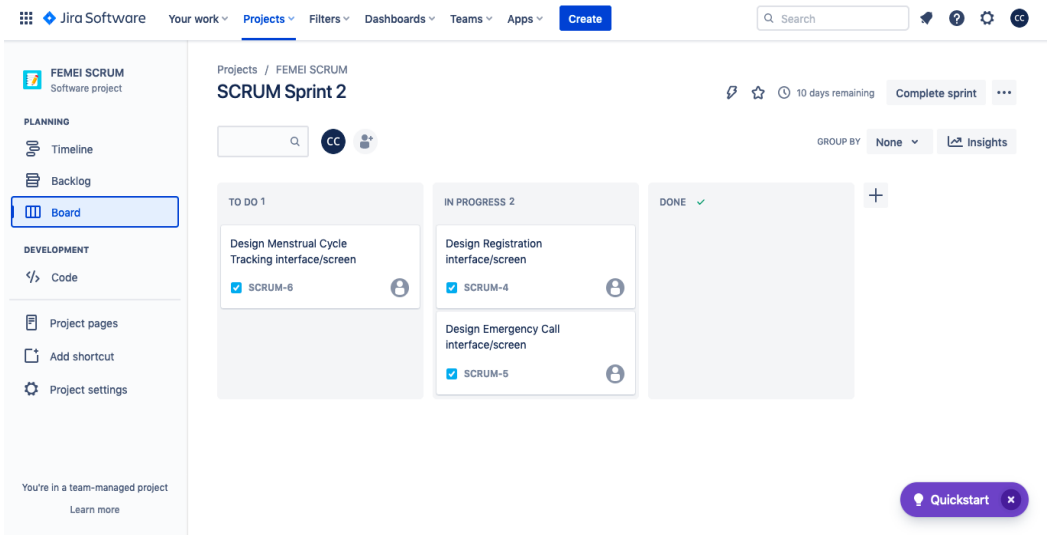 Jira Software Your work Projects Filters Dashboards Teams Apps Create Search CC
FEMEI SCRUM
Software project
PLANNING
Timeline
Backlog
Board
DEVELOPMENT
Code
Project pages
Add shortcut
Project settings
You're in a team-managed project
Learn more
Projects / FEMEI SCRUM
SCRUM Sprint 2
10 days remaining Complete sprint
CC GROUP BY None Insights
TO DO 1
Design Menstrual Cycle
Tracking interface/screen
SCRUM-6
IN PROGRESS 2
Design Registration
interface/screen
SCRUM-4
Design Emergency Call
interface/screen
SCRUM-5
DONE
Quickstart